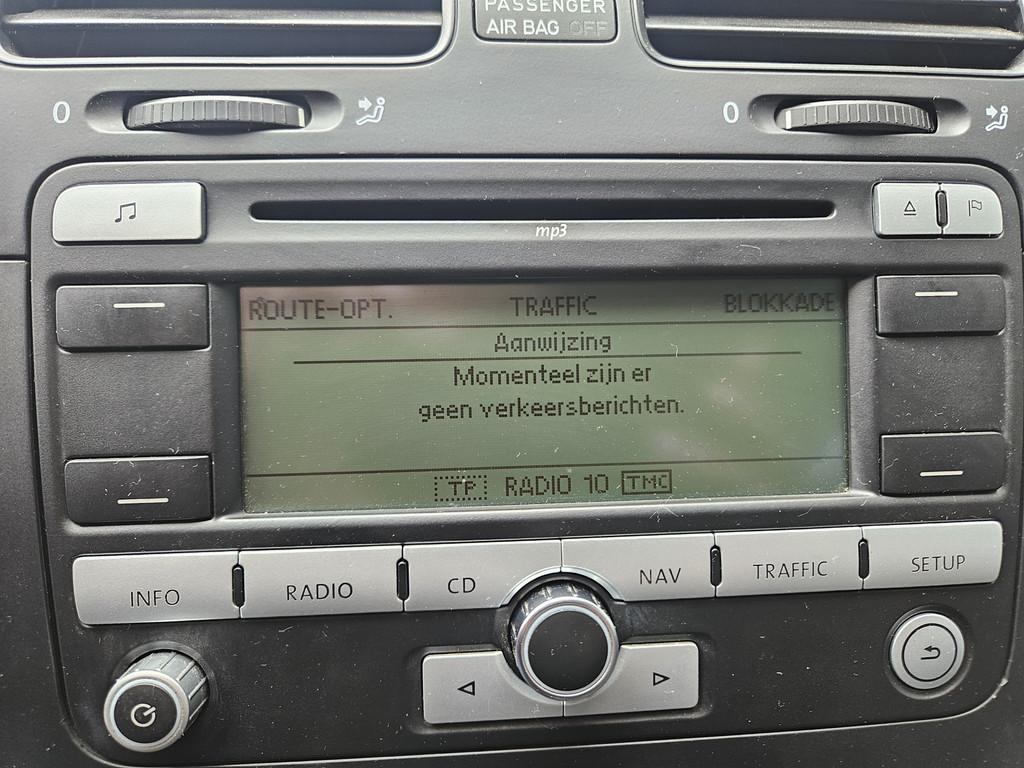 PASSENGER
AIR BAG OFF
0
0
mp3
ROUTE-OPT. TRAFFIC BLOKKADE
Aanwijzing
Momenteel zijn er
geen verkeersberichten.
TP RADIO 10 TMC
INFO RADIO CD NAV TRAFFIC SETUP